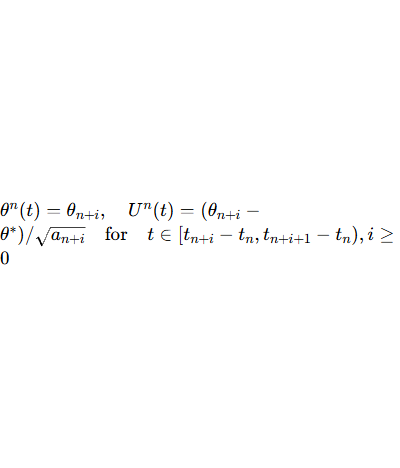 θⁿ(t) = θₙ₊ᵢ,   Uⁿ(t) = (θₙ₊ᵢ −
θ*)/√aₙ₊ᵢ   for   t ∈ [tₙ₊ᵢ − tₙ, tₙ₊ᵢ₊₁ − tₙ), i ≥
0